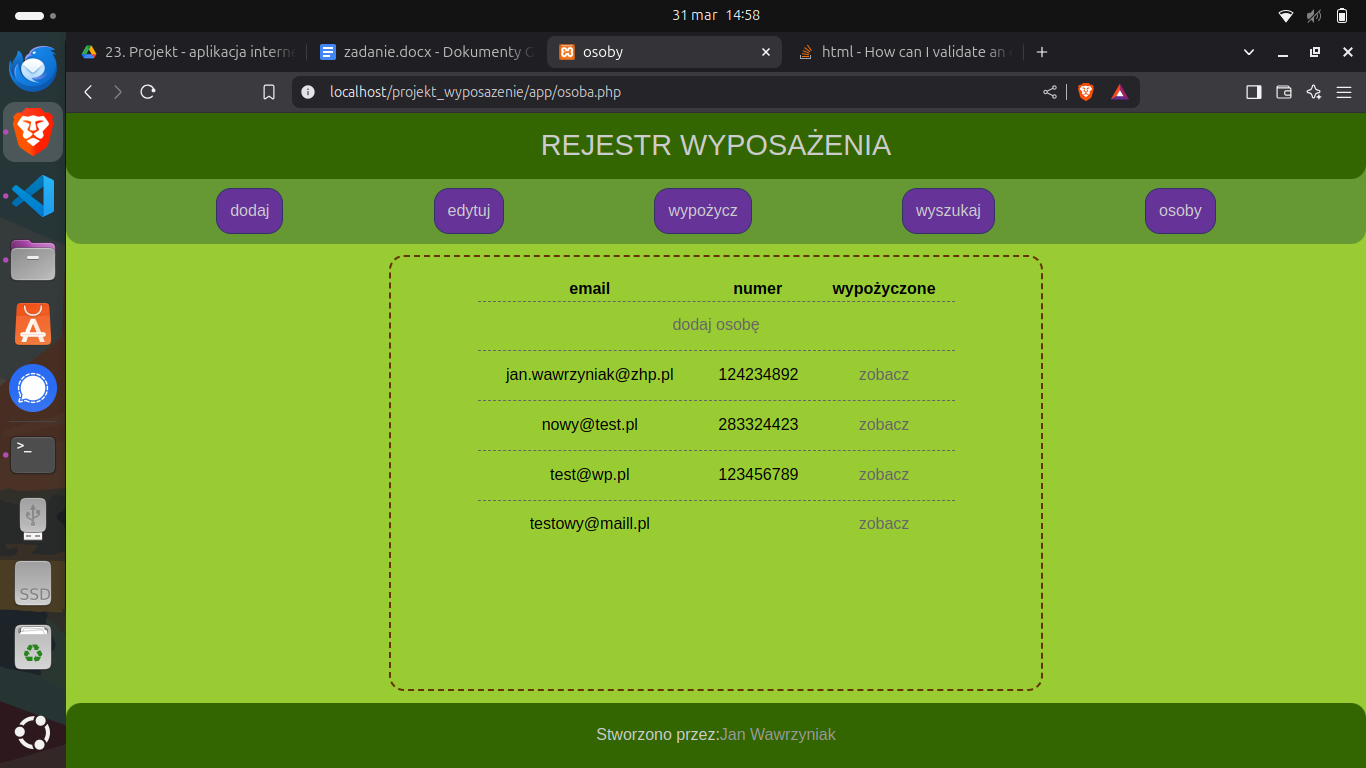 31 mar 14:58
23. Projekt - aplikacja interne
zadanie.docx - Dokumenty G
osoby
html - How can I validate an
localhost/projekt_wyposazenie/app/osoba.php
REJESTR WYPOSAŻENIA
dodaj
edytuj
wypożycz
wyszukaj
osoby
email numer wypożyczone
dodaj osobę
jan.wawrzyniak@zhp.pl 124234892 zobacz
nowy@test.pl 283324423 zobacz
test@wp.pl 123456789 zobacz
testowy@maill.pl zobacz
SSD
Stworzono przez:Jan Wawrzyniak